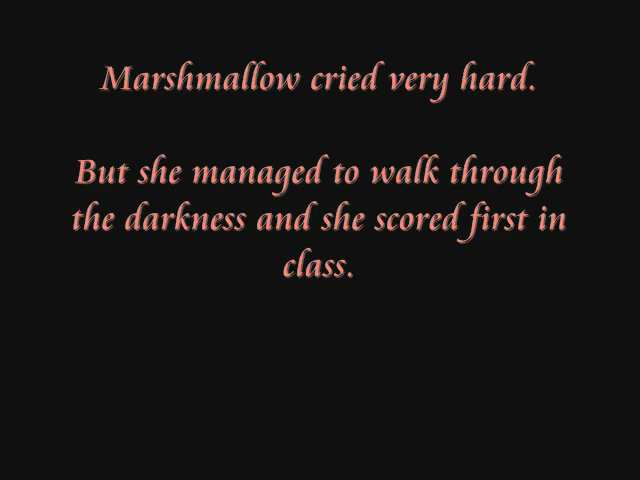 Marshmallow cried very hard.
But she managed to walk through
the darkness and she scored first in
class.